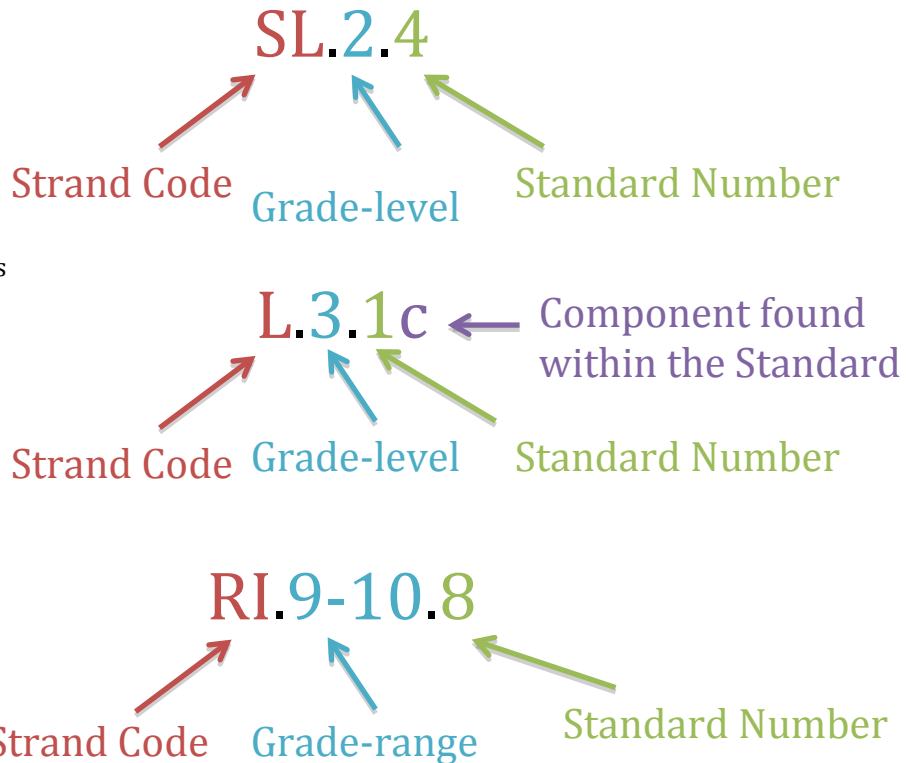 SL.2.4
Strand Code
Grade-level
Standard Number
s
L.3.1c
Component found
within the Standard
Strand Code
Grade-level
Standard Number
RI.9-10.8
Strand Code
Grade-range
Standard Number